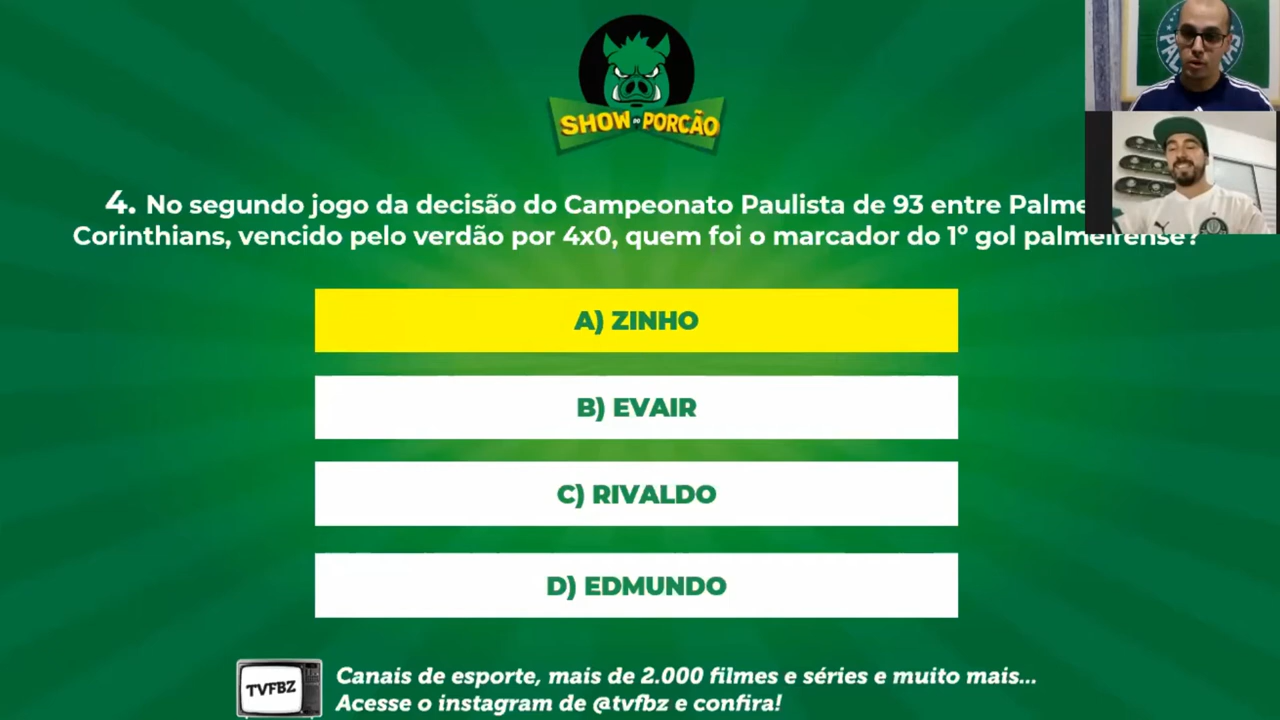 SHOW DO PORCÃO
4. No segundo jogo da decisão do Campeonato Paulista de 93 entre Palme
Corinthians, vencido pelo verdão por 4x0, quem foi o marcador do 1º gol palmeirense?
A) ZINHO
B) EVAIR
C) RIVALDO
D) EDMUNDO
TVFBZ
Canais de esporte, mais de 2.000 filmes e séries e muito mais...
Acesse o instagram de @tvfbz e confira!